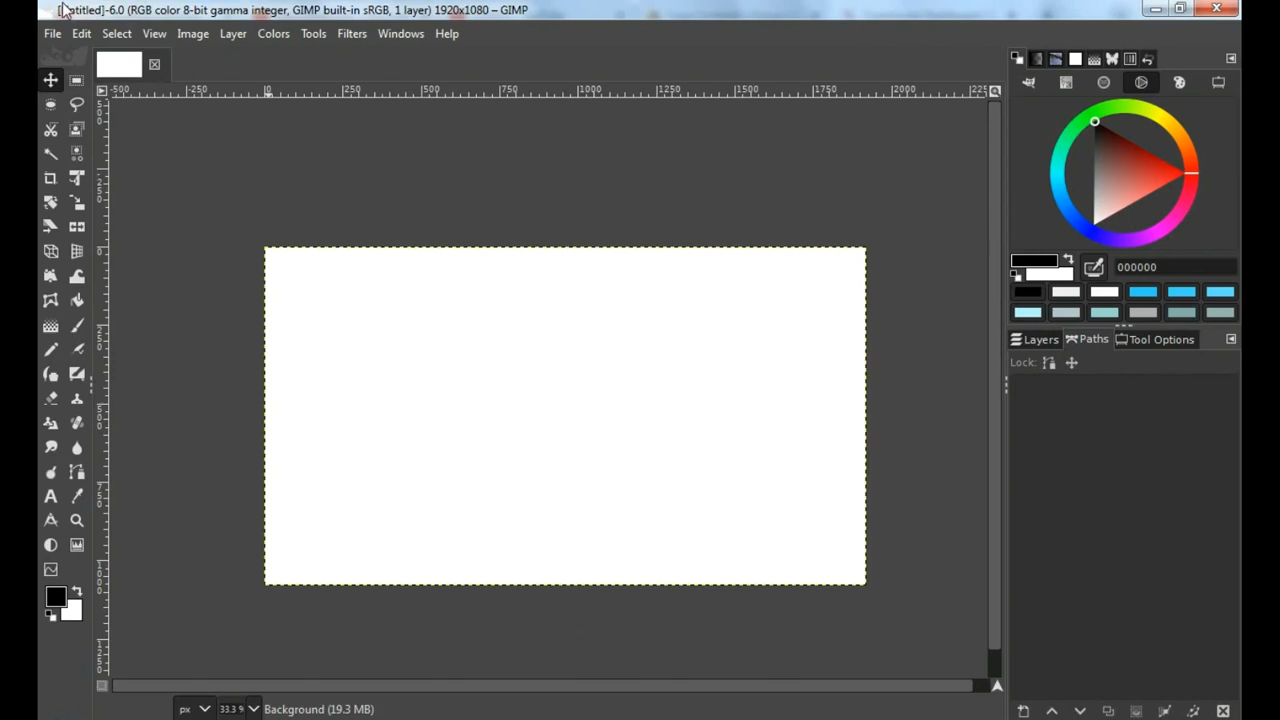 [Untitled]-6.0 (RGB color 8-bit gamma integer, GIMP built-in sRGB, 1 layer) 1920x1080 – GIMP
File Edit Select View Image Layer Colors Tools Filters Windows Help
-500 -250 0 250 500 750 1000 1250 1500 1750 2000 225
000000
Layers Paths Tool Options
Lock:
px 33.3 % Background (19.3 MB)